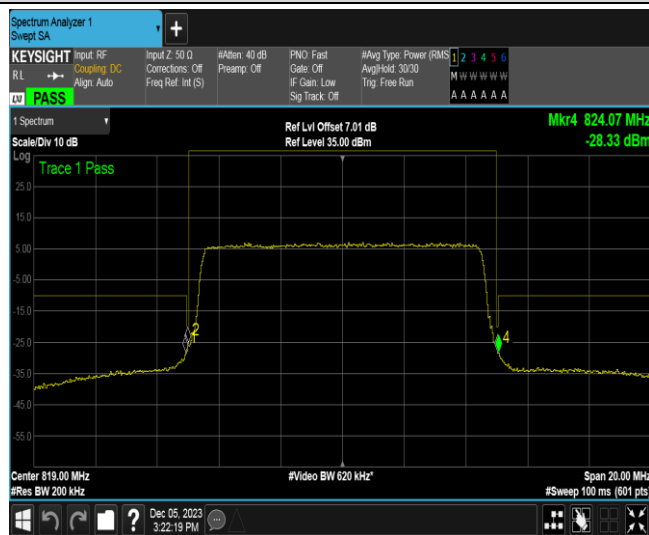 Spectrum Analyzer 1
Swept SA
+
KEYSIGHT Input: RF Input Z: 50 Ω #Atten: 40 dB PNO: Fast #Avg Type: Power (RMS 1 2 3 4 5 6
RL Coupling: DC Corrections: Off Preamp: Off Gate: Off Avg|Hold: 30/30 M W W W W W
Align: Auto Freq Ref: Int (S) IF Gain: Low Trig: Free Run
Sig Track: Off A A A A A A
LXI PASS
1 Spectrum Ref Lvl Offset 7.01 dB Mkr4 824.07 MHz
Scale/Div 10 dB Ref Level 35.00 dBm -28.33 dBm
Log
Trace 1 Pass
25.0
15.0
5.00
-5.00
-15.0
2
-25.0 1 4
-35.0
-45.0
-55.0
Center 819.00 MHz #Video BW 620 kHz* Span 20.00 MHz
#Res BW 200 kHz #Sweep 100 ms (601 pts)
? Dec 05, 2023
3:22:19 PM